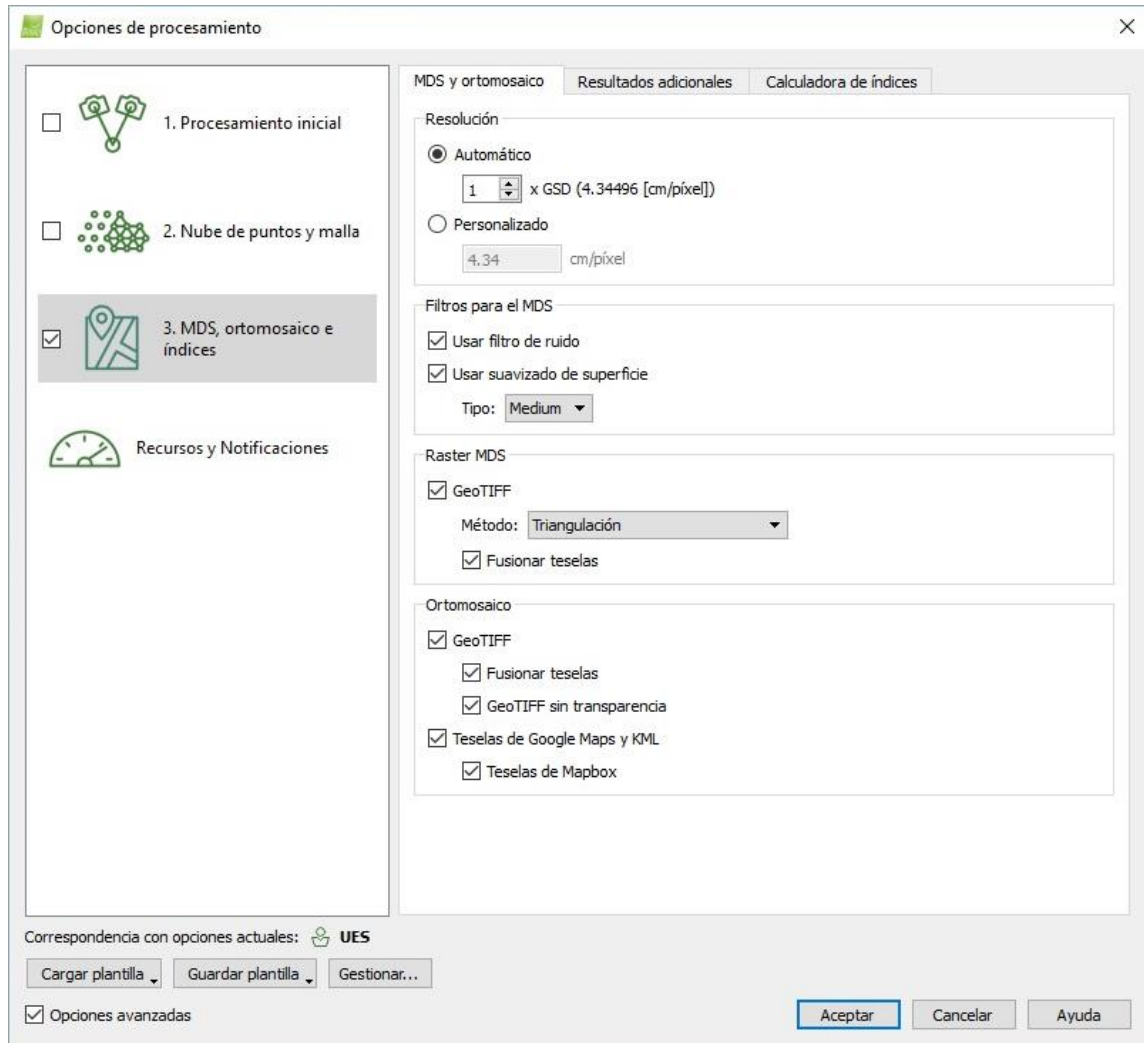 Opciones de procesamiento
1. Procesamiento inicial
2. Nube de puntos y malla
3. MDS, ortomosaico e
índices
Recursos y Notificaciones
MDS y ortomosaico
Resultados adicionales
Calculadora de índices
Resolución
Automático
1 x GSD (4.34496 [cm/píxel])
Personalizado
4.34 cm/píxel
Filtros para el MDS
Usar filtro de ruido
Usar suavizado de superficie
Tipo: Medium
Raster MDS
GeoTIFF
Método: Triangulación
Fusionar teselas
Ortomosaico
GeoTIFF
Fusionar teselas
GeoTIFF sin transparencia
Teselas de Google Maps y KML
Teselas de Mapbox
Correspondencia con opciones actuales: UES
Cargar plantilla
Guardar plantilla
Gestionar...
Opciones avanzadas
Aceptar
Cancelar
Ayuda